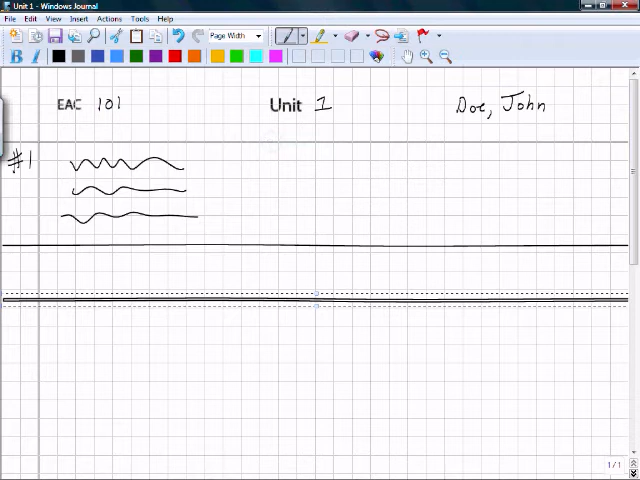 Unit 1 - Windows Journal
File Edit View Insert Actions Tools Help
Page Width
B I
EAC 101 Unit 1 Doe, John
#1
1/1